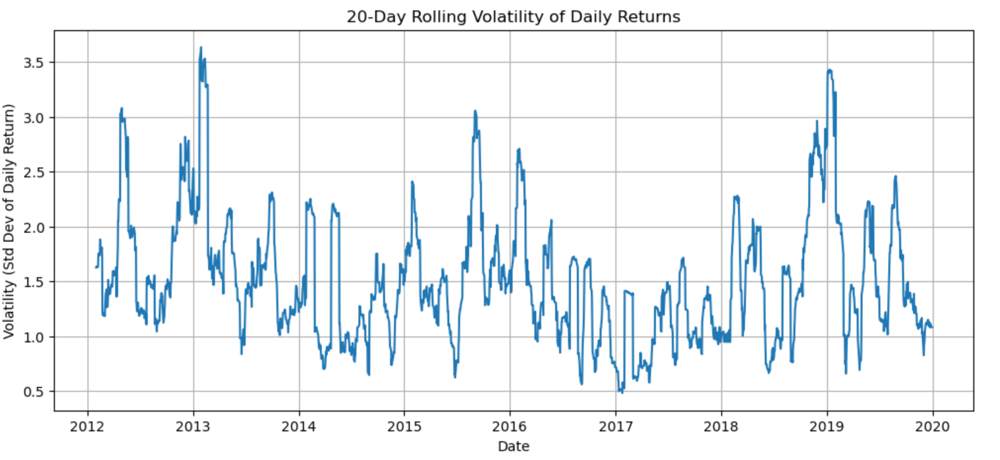 20-Day Rolling Volatility of Daily Returns
Volatility (Std Dev of Daily Return)
3.5
3.0
2.5
2.0
1.5
1.0
0.5
2012 2013 2014 2015 2016 2017 2018 2019 2020
Date